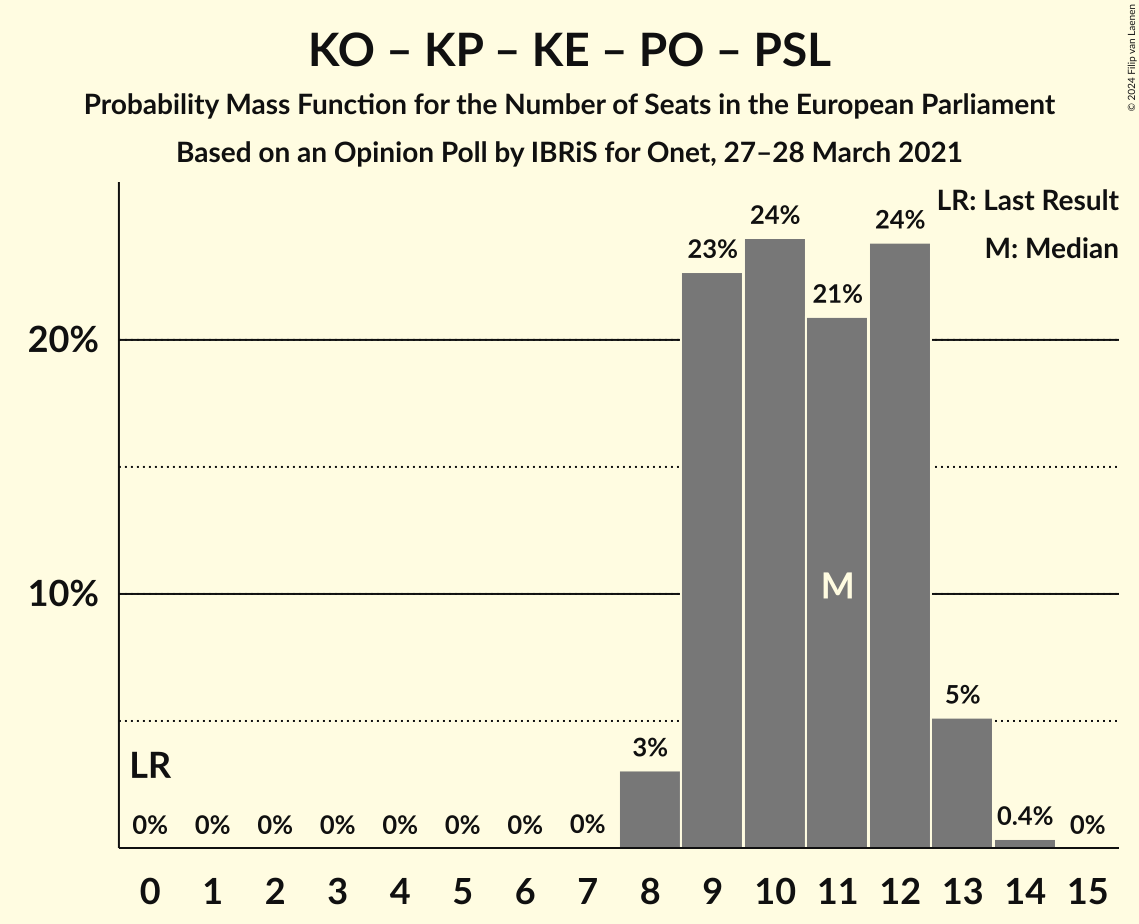 KO – KP – KE – PO – PSL
Probability Mass Function for the Number of Seats in the European Parliament
Based on an Opinion Poll by IBRiS for Onet, 27–28 March 2021
© 2024 Filip van Laenen
LR: Last Result
M: Median
24%
24%
23%
21%
20%
M
10%
5%
3%
LR
0% 0% 0% 0% 0% 0% 0% 0% 0.4% 0%
0 1 2 3 4 5 6 7 8 9 10 11 12 13 14 15